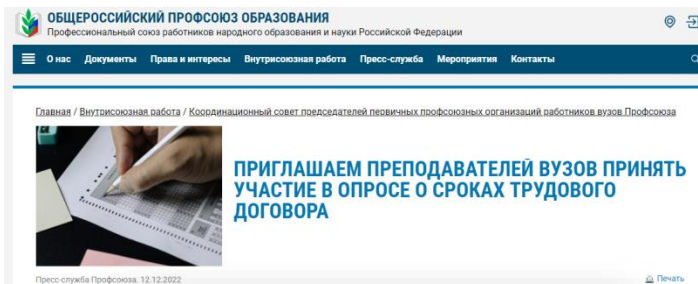 ОБЩЕРОССИЙСКИЙ ПРОФСОЮЗ ОБРАЗОВАНИЯ
Профессиональный союз работников народного образования и науки Российской Федерации
О нас Документы Права и интересы Внутрисоюзная работа Пресс-служба Мероприятия Контакты
Главная / Внутрисоюзная работа / Координационный совет председателей первичных профсоюзных организаций работников вузов Профсоюза
ПРИГЛАШАЕМ ПРЕПОДАВАТЕЛЕЙ ВУЗОВ ПРИНЯТЬ
УЧАСТИЕ В ОПРОСЕ О СРОКАХ ТРУДОВОГО
ДОГОВОРА
Пресс-служба Профсоюза. 12.12.2022
Печать